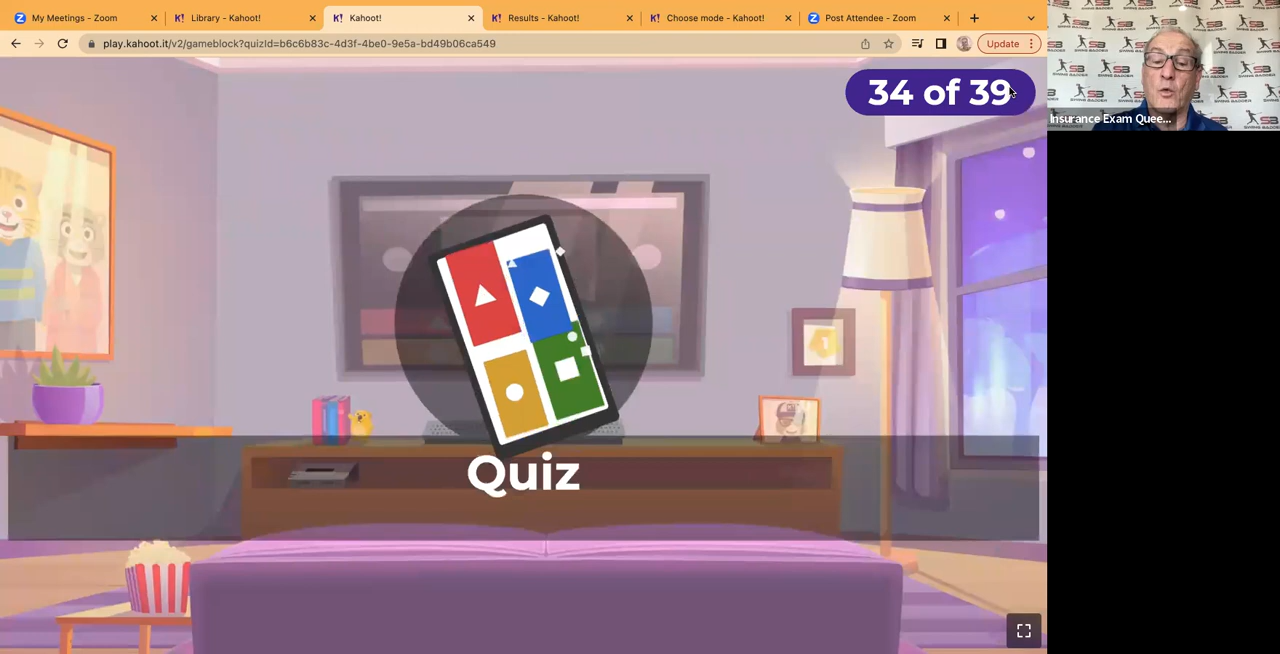 My Meetings - Zoom
Library - Kahoot!
Kahoot!
Results - Kahoot!
Choose mode - Kahoot!
Post Attendee - Zoom
play.kahoot.it/v2/gameblock?quizId=b6c6b83c-4d3f-4be0-9e5a-bd49b06ca549
Update
34 of 39
Insurance Exam Quee...
1
Quiz